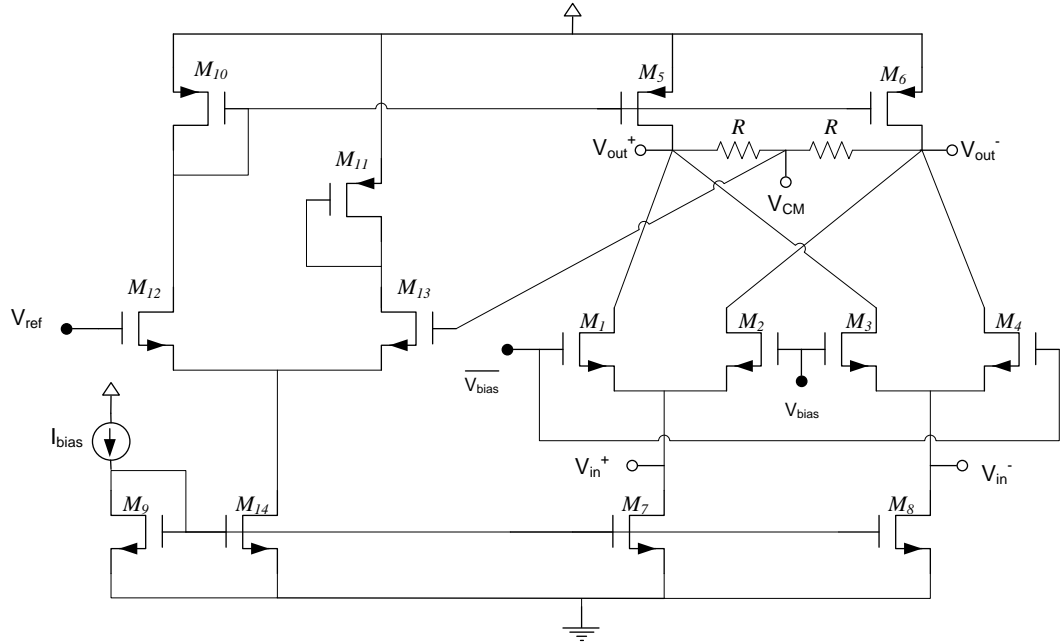 M10
M5
M6
Vout+
R
R
Vout-
M11
VCM
M12
M13
Vref
M1
M2
M3
M4
Vbias
Vbias
Ibias
Vin+
Vin-
M9
M14
M7
M8